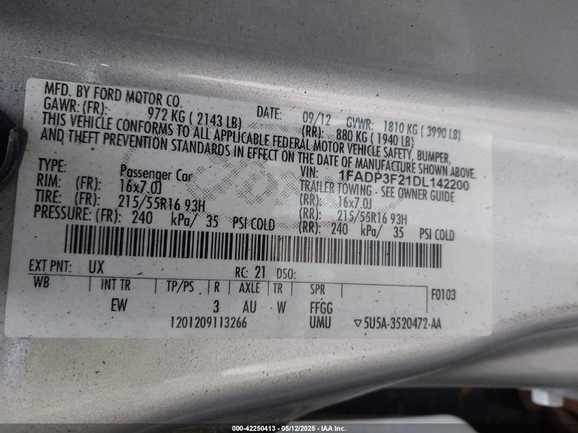 MFD. BY FORD MOTOR CO.
DATE: 09/12 GVWR: 1810 KG ( 3990 LB)
GAWR: (FR): 972 KG ( 2143 LB) (RR): 880 KG ( 1940 LB)
THIS VEHICLE CONFORMS TO ALL APPLICABLE FEDERAL MOTOR VEHICLE SAFETY, BUMPER,
AND THEFT PREVENTION STANDARDS IN EFFECT ON THE DATE OF MANUFACTURE SHOWN ABOVE.
VIN: 1FADP3F21DL142200
TYPE: Passenger Car TRAILER TOWING - SEE OWNER GUIDE
RIM: (FR): 16x7.0J (RR): 16x7.0J
TIRE: (FR): 215/55R16 93H (RR): 215/55R16 93H
PRESSURE: (FR): 240 kPa/ 35 PSI COLD (RR): 240 kPa/ 35 PSI COLD
EXT PNT: UX RC: 21 DSO:
WB INT TR TP/PS R AXLE TR SPR F0103
EW 3 AU W FFGG
1201209113266 UMU ▽5U5A-3520472-AA
000-42250413 - 05/12/2025 - IAAI Inc. (c)